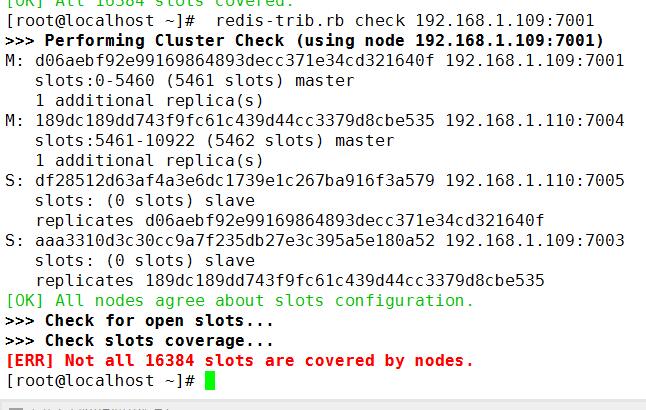 [OK] All 16384 slots covered.
[root@localhost ~]#  redis-trib.rb check 192.168.1.109:7001
>>> Performing Cluster Check (using node 192.168.1.109:7001)
M: d06aebf92e99169864893decc371e34cd321640f 192.168.1.109:7001
   slots:0-5460 (5461 slots) master
   1 additional replica(s)
M: 189dc189dd743f9fc61c439d44cc3379d8cbe535 192.168.1.110:7004
   slots:5461-10922 (5462 slots) master
   1 additional replica(s)
S: df28512d63af4a3e6dc1739e1c267ba916f3a579 192.168.1.110:7005
   slots: (0 slots) slave
   replicates d06aebf92e99169864893decc371e34cd321640f
S: aaa3310d3c30cc9a7f235db27e3c395a5e180a52 192.168.1.109:7003
   slots: (0 slots) slave
   replicates 189dc189dd743f9fc61c439d44cc3379d8cbe535
[OK] All nodes agree about slots configuration.
>>> Check for open slots...
>>> Check slots coverage...
[ERR] Not all 16384 slots are covered by nodes.
[root@localhost ~]#